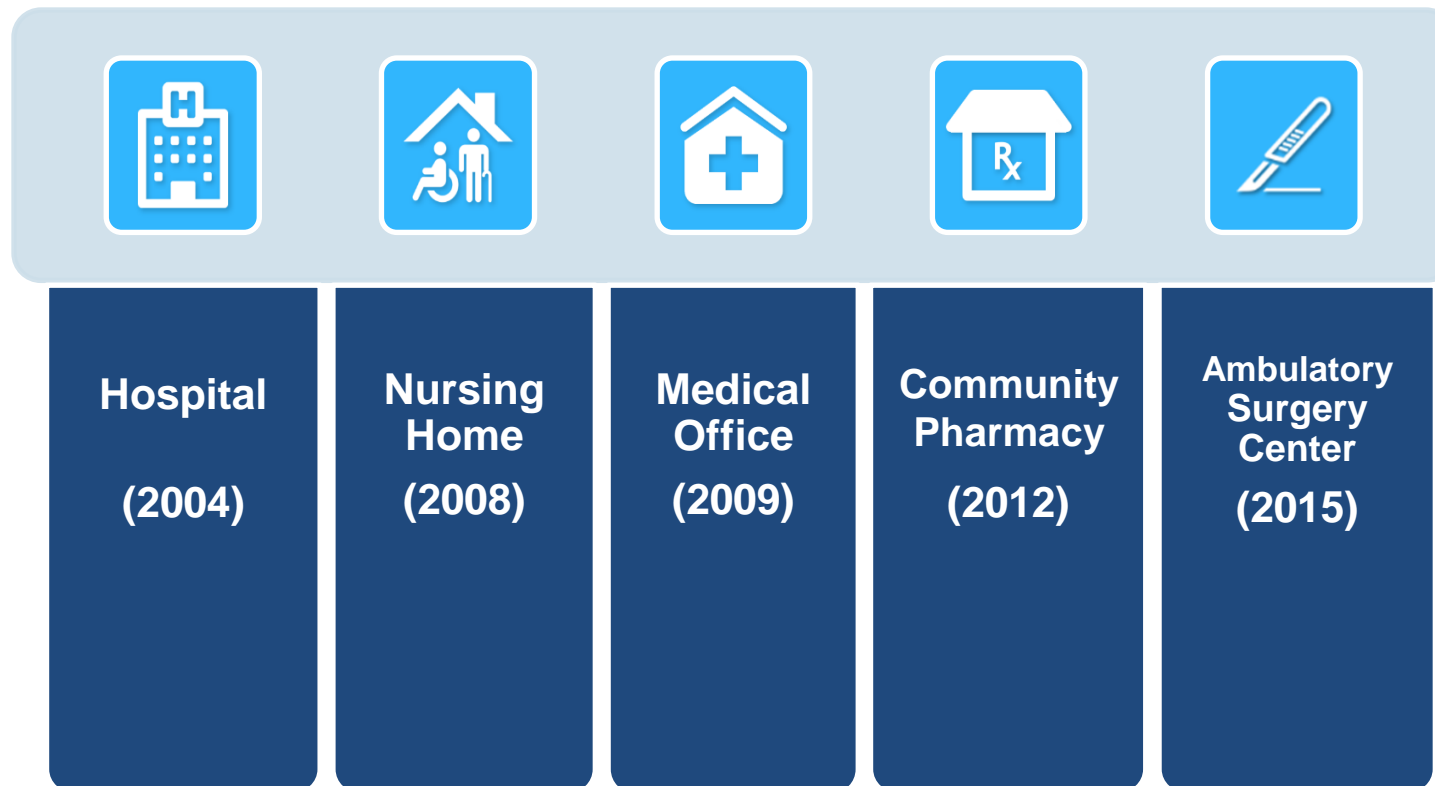 H
Rx
Hospital
(2004)
Nursing
Home
(2008)
Medical
Office
(2009)
Community
Pharmacy
(2012)
Ambulatory
Surgery
Center
(2015)